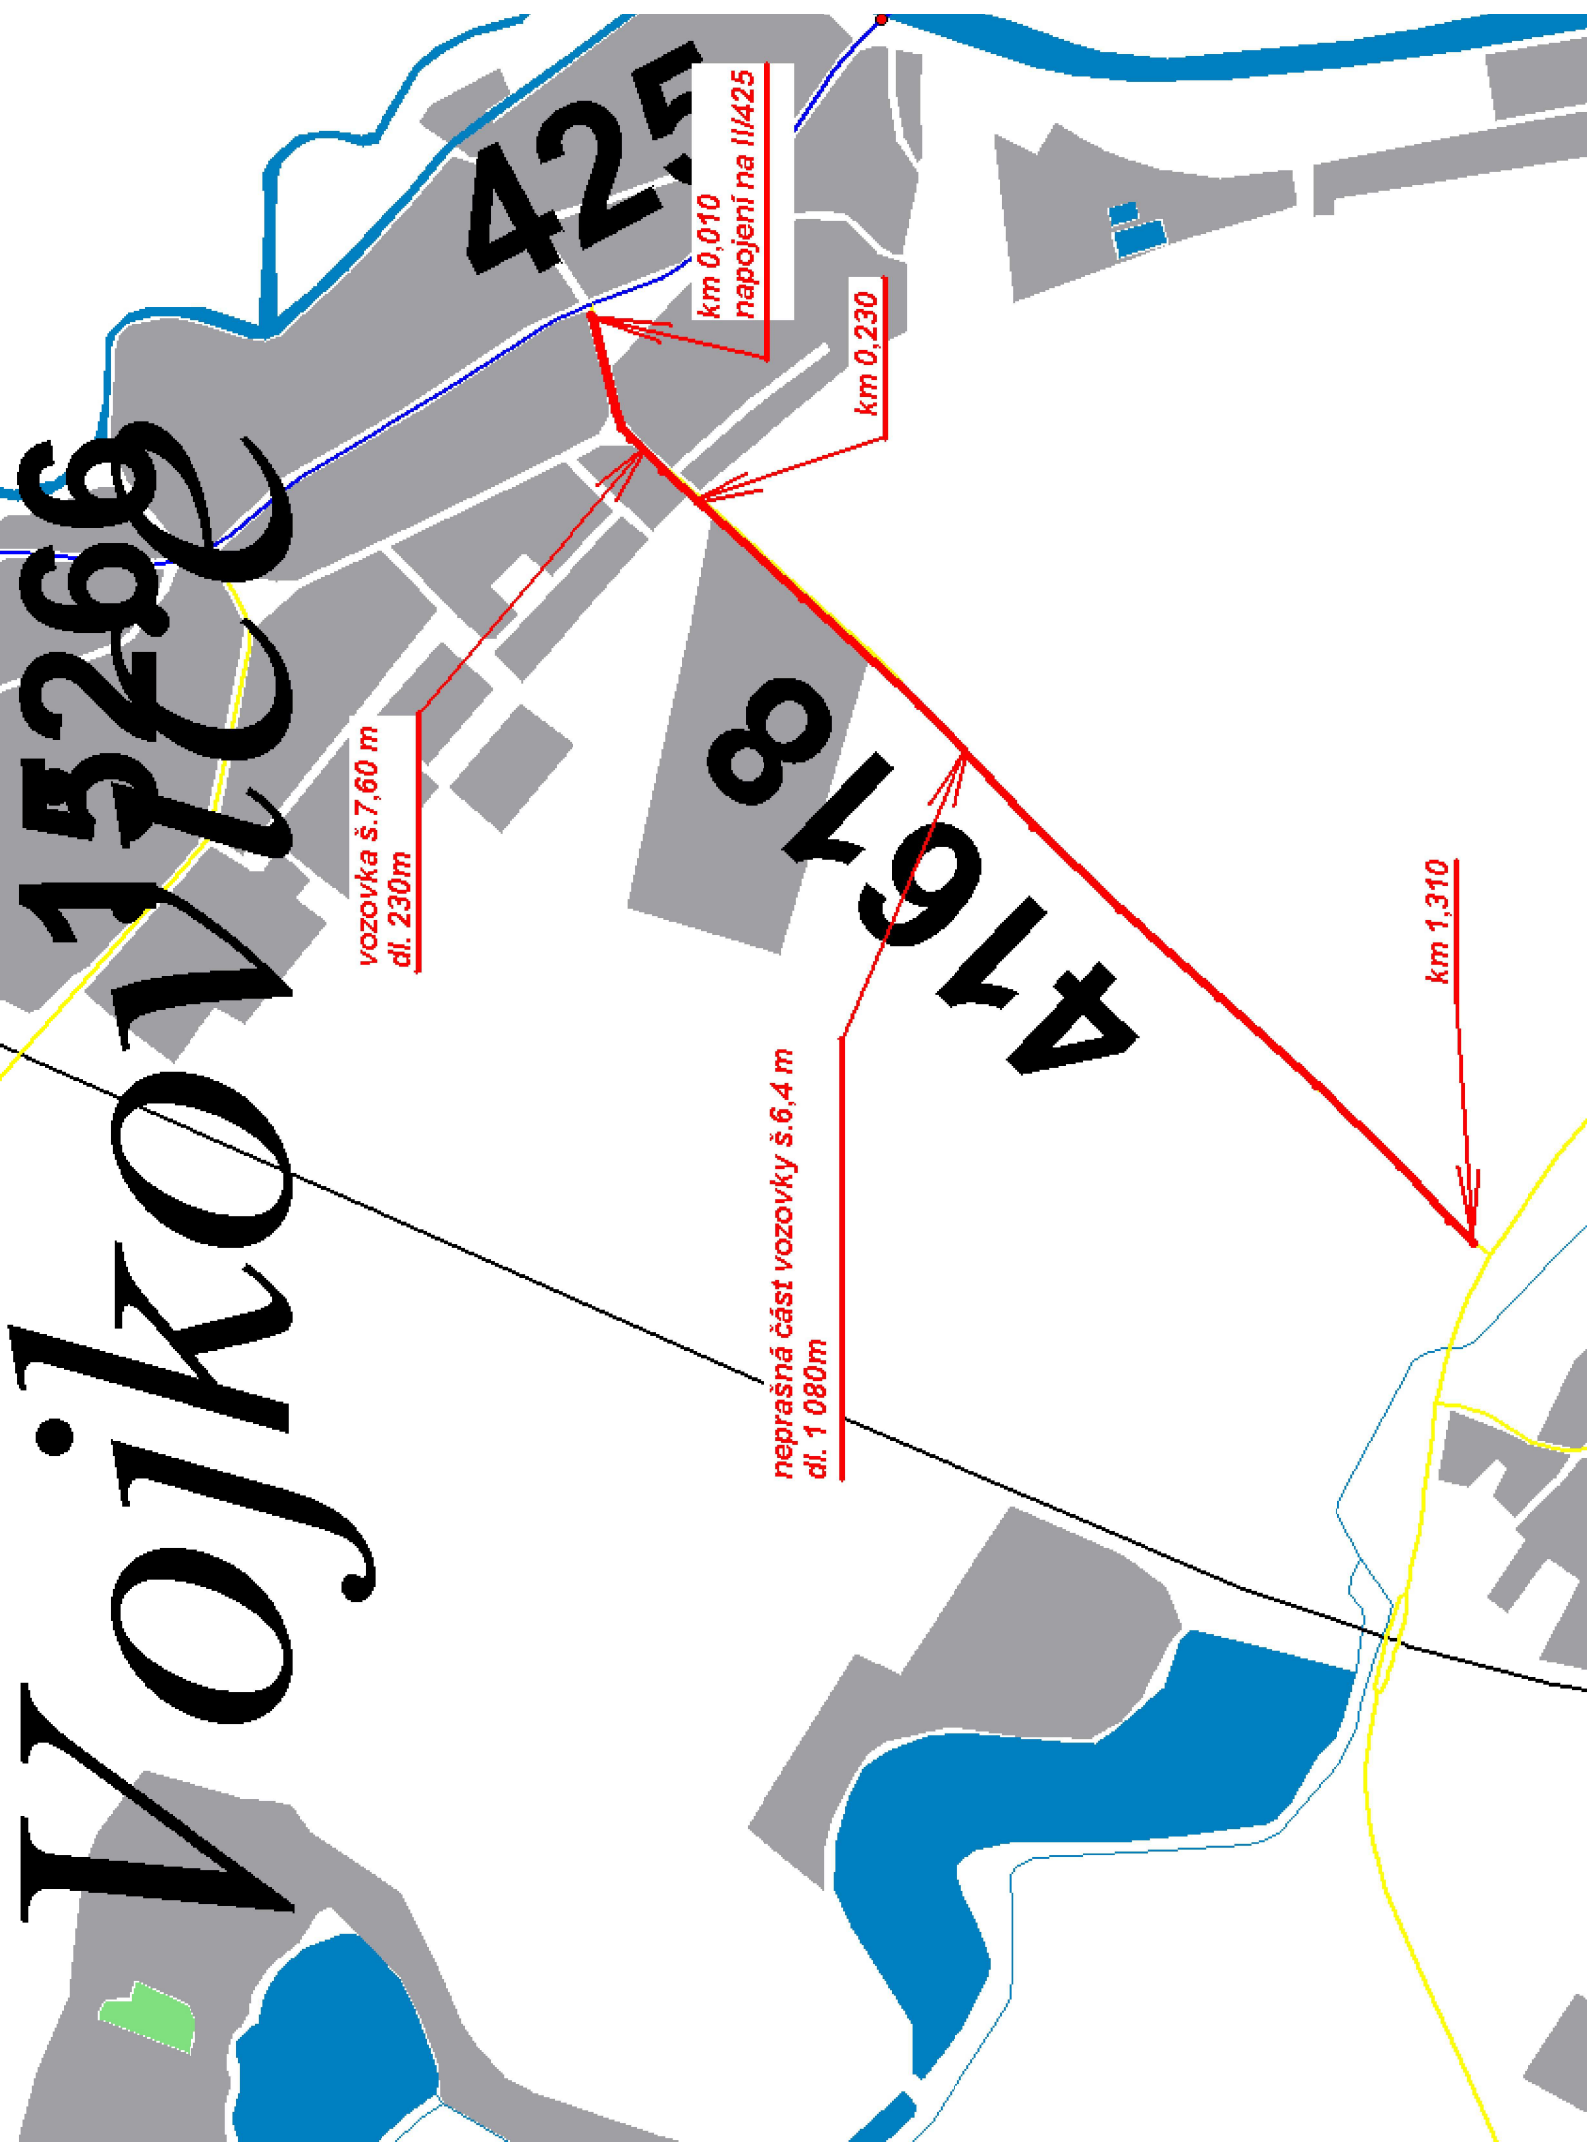 Vojkovice
15266
425
km 0,010
napojení na II/425
km 0,230
vozovka š.7,60 m
dl. 230m
41618
neprašná část vozovky š.6,4 m
dl. 1 080m
km 1,310